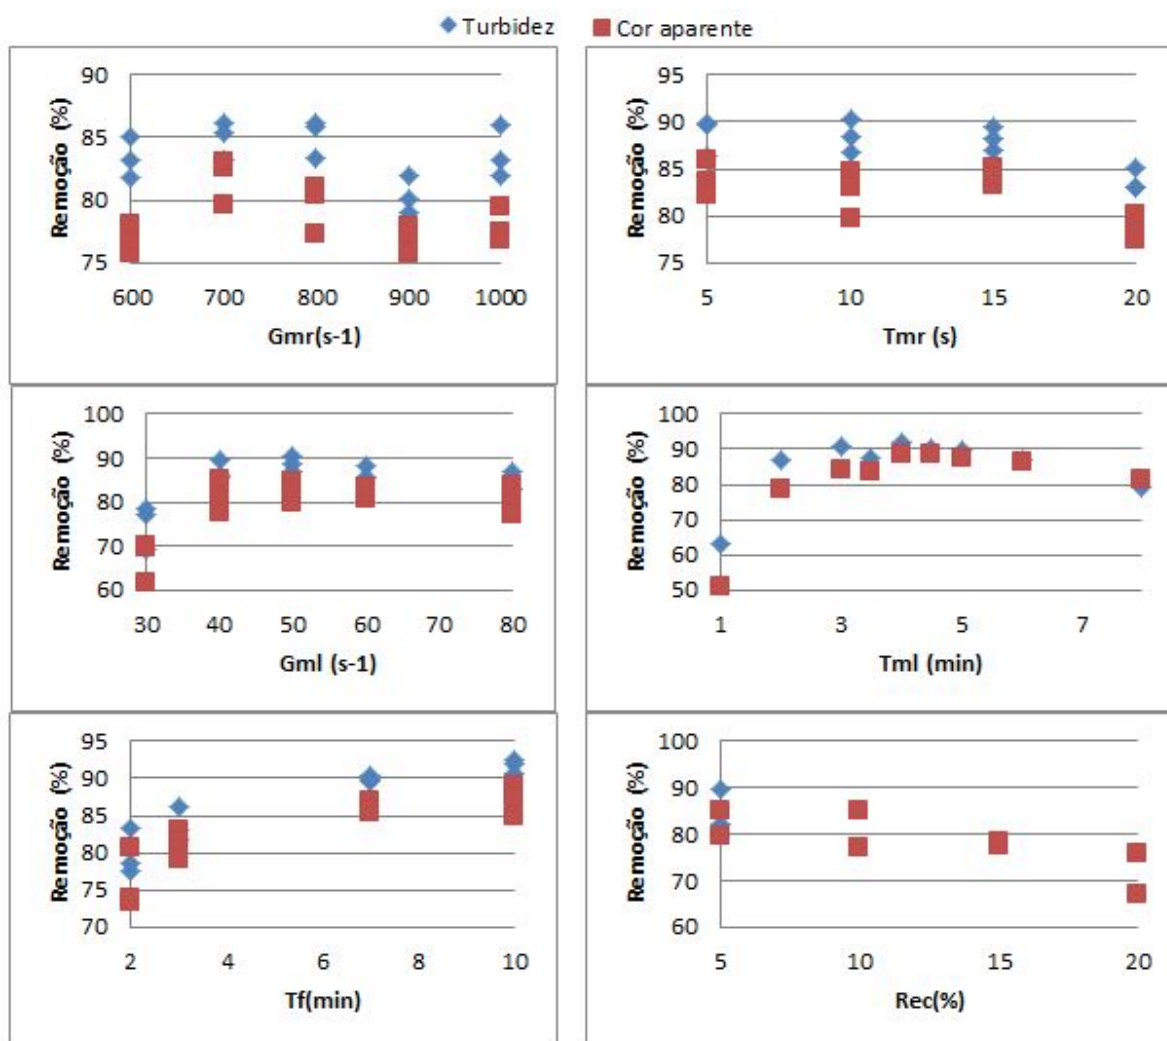 Turbidez Cor aparente
90
85
80
75
600 700 800 900 1000
Remoção (%)
Gmr(s-1)
95
90
85
80
75
5 10 15 20
Remoção (%)
Tmr (s)
100
90
80
70
60
30 40 50 60 70 80
Remoção (%)
Gml (s-1)
100
90
80
70
60
50
1 3 5 7
Remoção (%)
Tml (min)
95
90
85
80
75
70
2 4 6 8 10
Remoção (%)
Tf(min)
100
90
80
70
60
5 10 15 20
Remoção (%)
Rec(%)